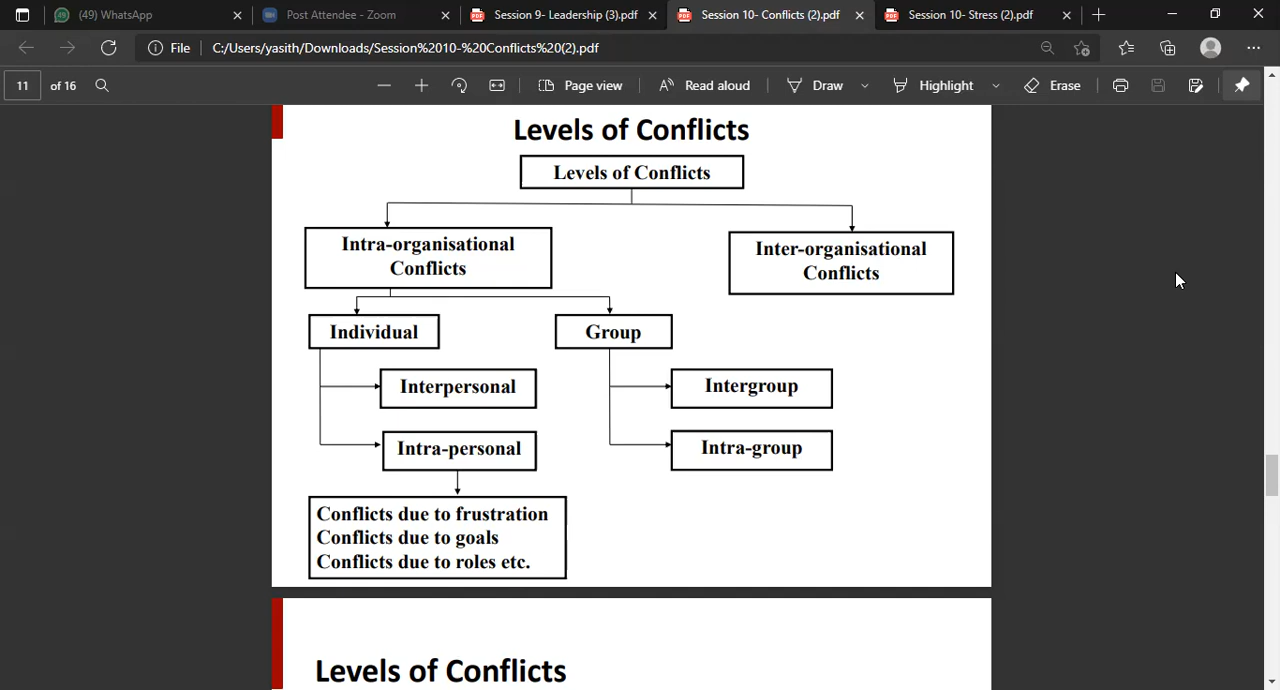 (49) WhatsApp
Post Attendee - Zoom
Session 9- Leadership (3).pdf
Session 10- Conflicts (2).pdf
Session 10- Stress (2).pdf
File
C:/Users/yasith/Downloads/Session%2010-%20Conflicts%20(2).pdf
11 of 16
Page view
Read aloud
Draw
Highlight
Erase
Levels of Conflicts
Levels of Conflicts
Intra-organisational
Conflicts
Inter-organisational
Conflicts
Individual
Group
Interpersonal
Intergroup
Intra-personal
Intra-group
Conflicts due to frustration
Conflicts due to goals
Conflicts due to roles etc.
Levels of Conflicts